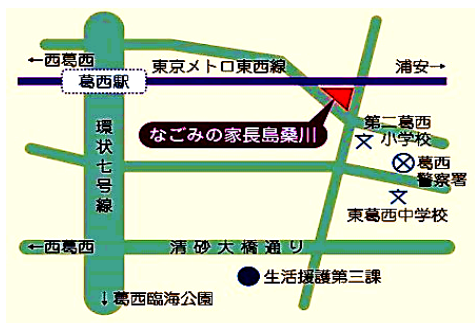 ←西葛西
東京メトロ東西線
浦安→
葛西駅
なごみの家長島桑川
環状七号線
第二葛西
小学校
葛西
警察署
東葛西中学校
←西葛西
清砂大橋通り
生活援護第三課
↓葛西臨海公園